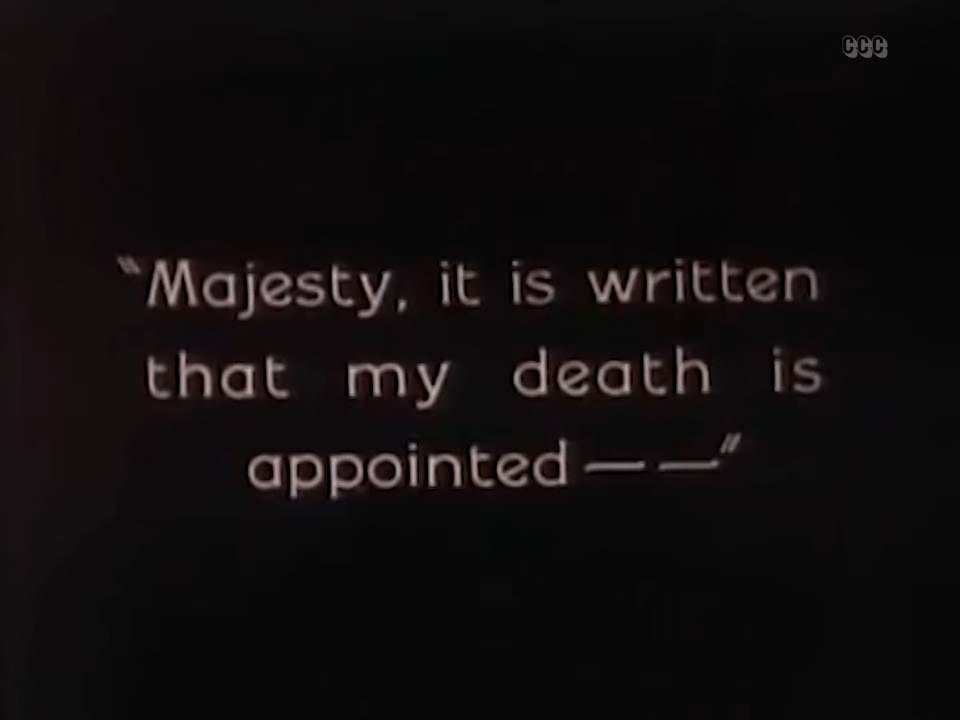 CCC
"Majesty, it is written
that my death is
appointed — —"